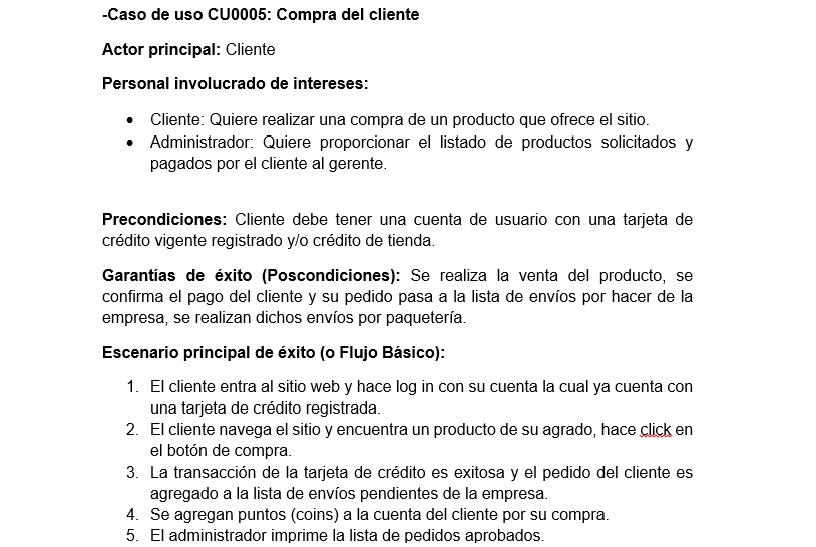 -Caso de uso CU0005: Compra del cliente
Actor principal: Cliente
Personal involucrado de intereses:
• Cliente: Quiere realizar una compra de un producto que ofrece el sitio.
• Administrador: Quiere proporcionar el listado de productos solicitados y
pagados por el cliente al gerente.
Precondiciones: Cliente debe tener una cuenta de usuario con una tarjeta de
crédito vigente registrado y/o crédito de tienda.
Garantías de éxito (Poscondiciones): Se realiza la venta del producto, se
confirma el pago del cliente y su pedido pasa a la lista de envíos por hacer de la
empresa, se realizan dichos envíos por paquetería.
Escenario principal de éxito (o Flujo Básico):
1. El cliente entra al sitio web y hace log in con su cuenta la cual ya cuenta con
una tarjeta de crédito registrada.
2. El cliente navega el sitio y encuentra un producto de su agrado, hace click en
el botón de compra.
3. La transacción de la tarjeta de crédito es exitosa y el pedido del cliente es
agregado a la lista de envíos pendientes de la empresa.
4. Se agregan puntos (coins) a la cuenta del cliente por su compra.
5. El administrador imprime la lista de pedidos aprobados.